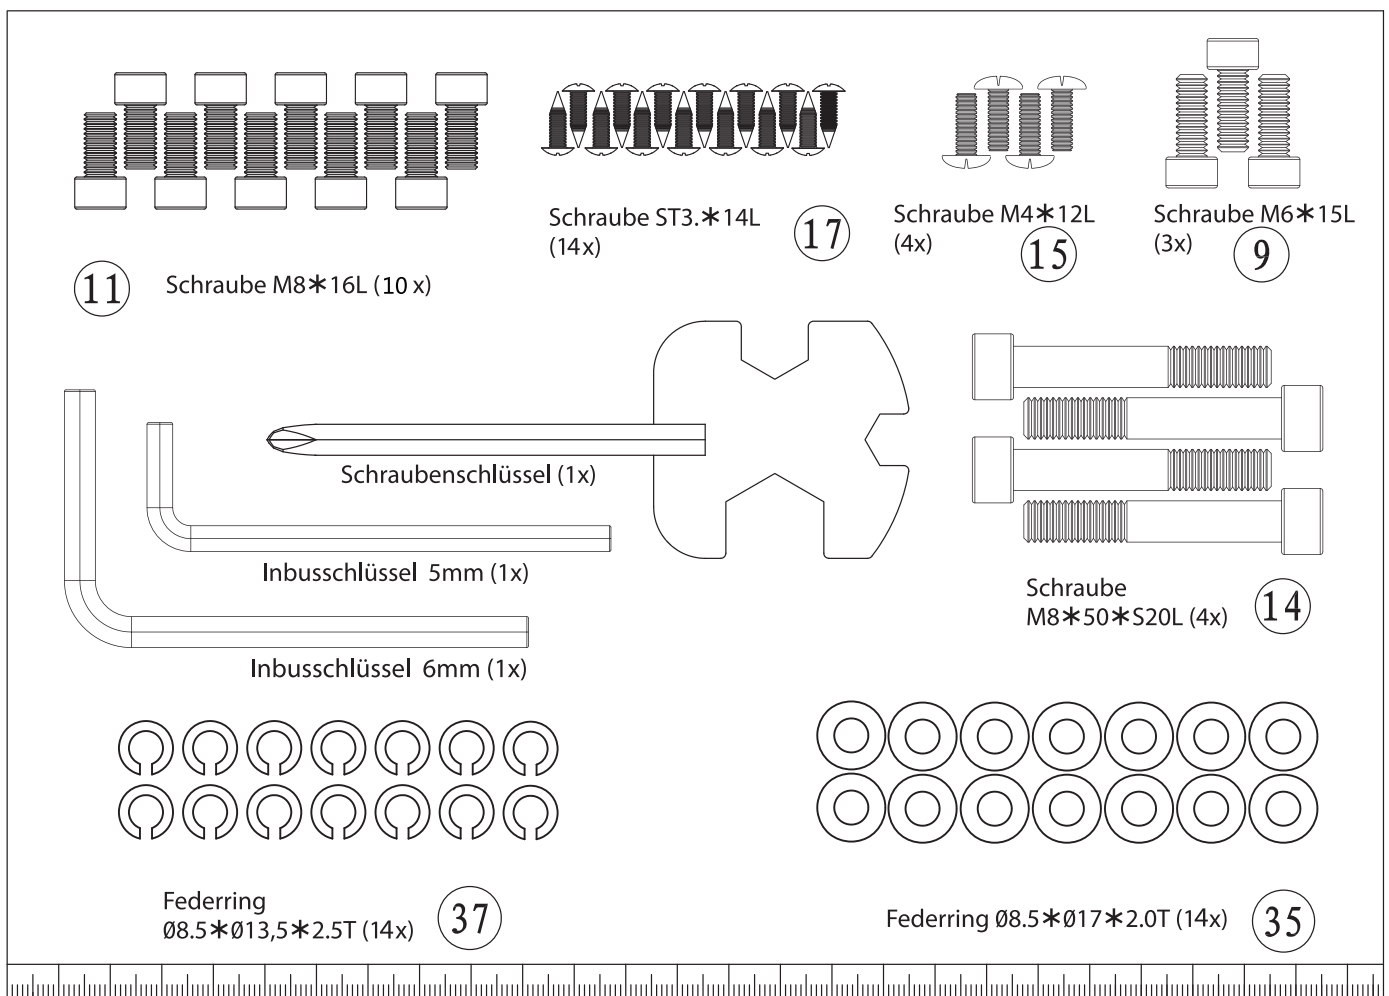 Schraube ST3.*14L
(14x)
17
Schraube M4*12L
(4x)
15
Schraube M6*15L
(3x)
9
11
Schraube M8*16L (10 x)
Schraubenschlüssel (1x)
Inbusschlüssel 5mm (1x)
Inbusschlüssel 6mm (1x)
Schraube
M8*50*S20L (4x)
14
Federring
Ø8.5*Ø13,5*2.5T (14x)
37
Federring Ø8.5*Ø17*2.0T (14x)
35